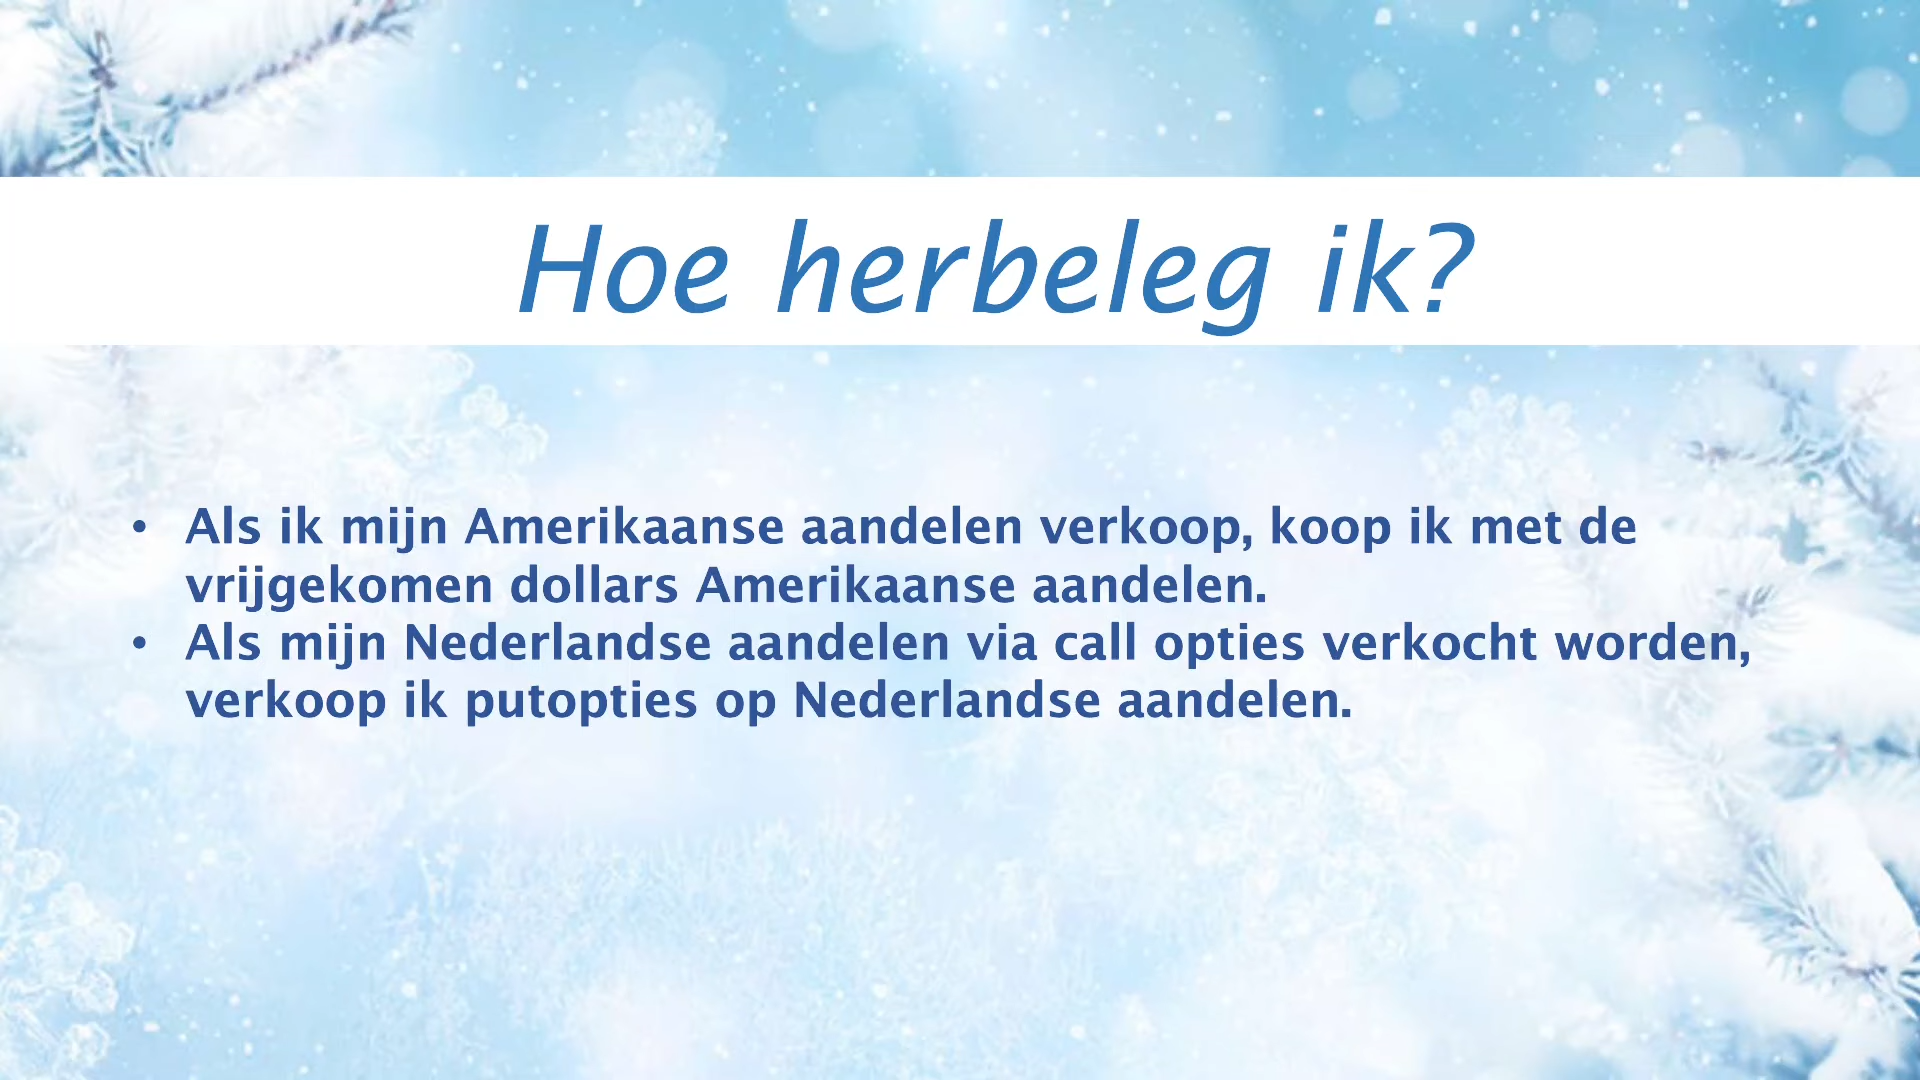 Hoe herbeleg ik?
• Als ik mijn Amerikaanse aandelen verkoop, koop ik met de
vrijgekomen dollars Amerikaanse aandelen.
• Als mijn Nederlandse aandelen via call opties verkocht worden,
verkoop ik putopties op Nederlandse aandelen.